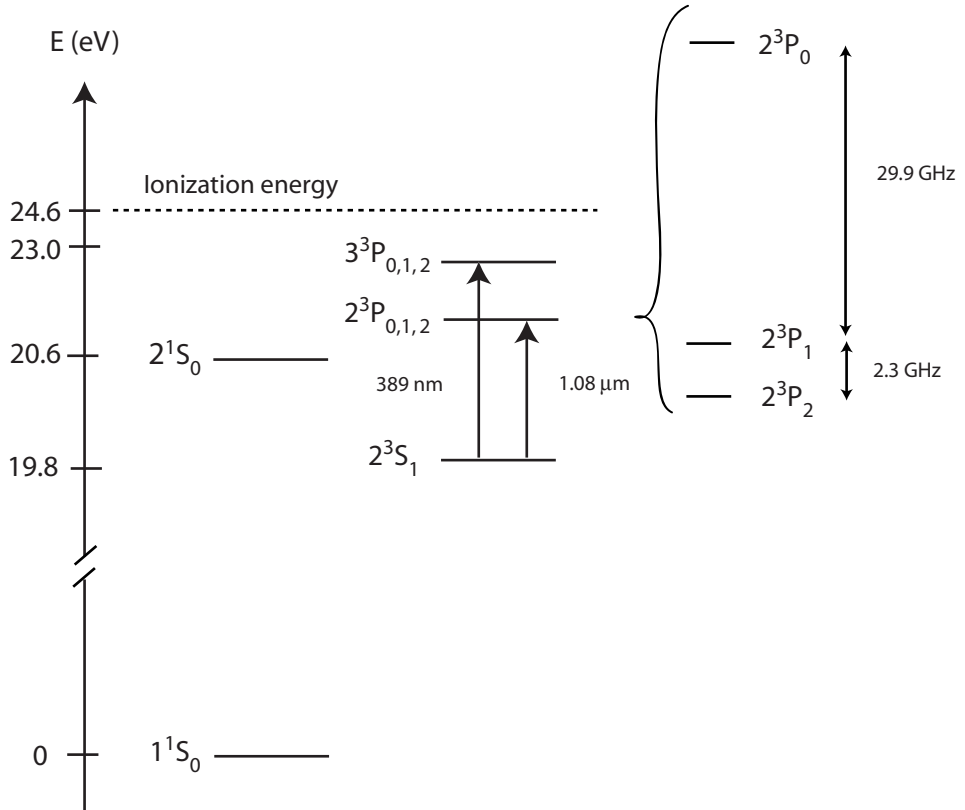 E (eV)
2³P₀
29.9 GHz
Ionization energy
24.6
23.0
3³P₀,₁,₂
2³P₀,₁,₂
2³P₁
20.6
2¹S₀
389 nm
1.08 μm
2.3 GHz
2³P₂
2³S₁
19.8
0
1¹S₀